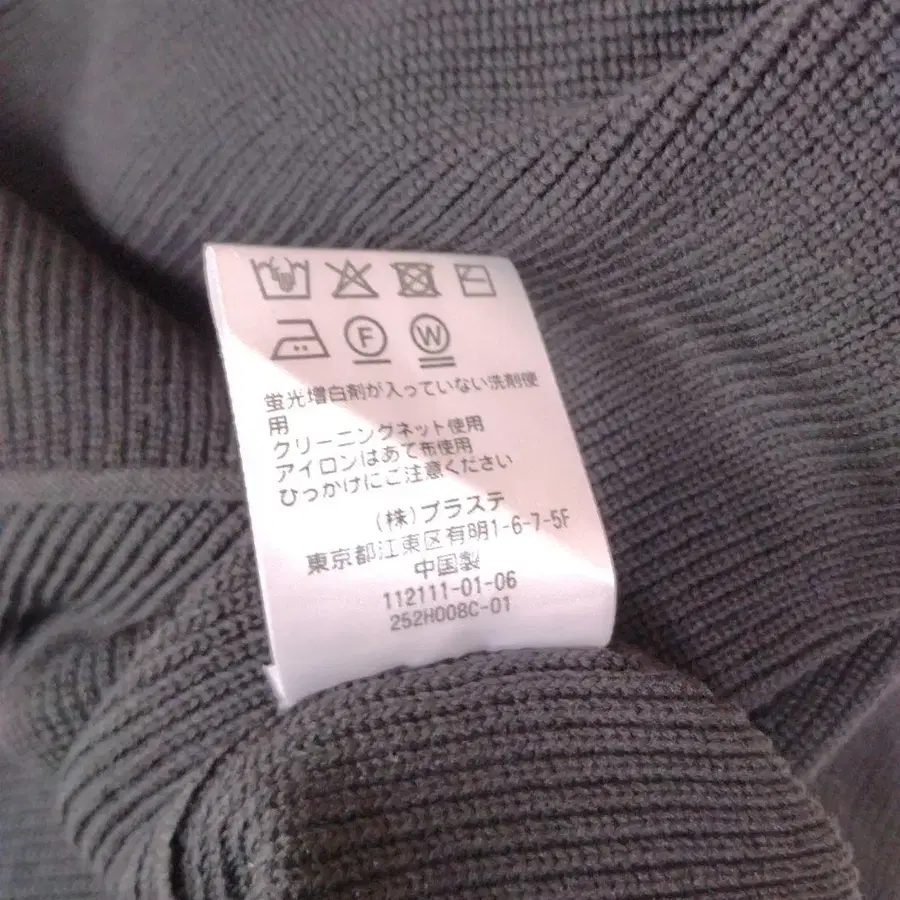 F W
蛍光増白剤が入っていない洗剤使
用
クリーニングネット使用
アイロンはあて布使用
ひっかけにご注意ください
(株)プラステ
東京都江東区有明1-6-7-5F
中国製
112111-01-06
252H008C-01